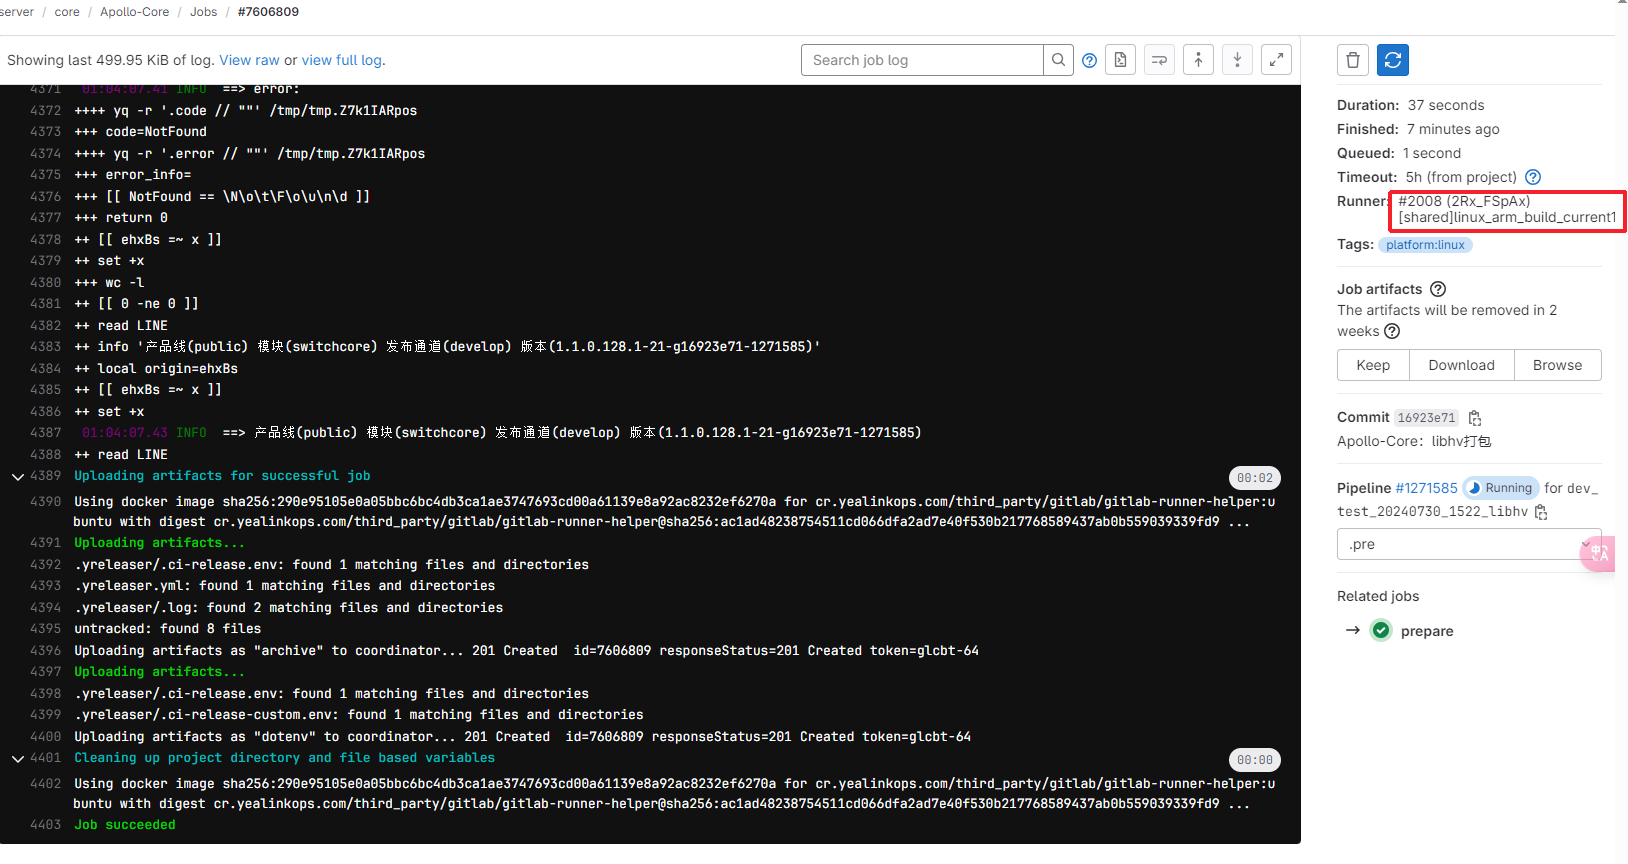 server / core / Apollo-Core / Jobs / #7606809
Showing last 499.95 KiB of log. View raw or view full log.
Search job log
4371 01:04:07.41 INFO ==> error:
4372 ++++ yq -r '.code // ""' /tmp/tmp.Z7k1IARpos
4373 +++ code=NotFound
4374 ++++ yq -r '.error // ""' /tmp/tmp.Z7k1IARpos
4375 +++ error_info=
4376 +++ [[ NotFound == \N\o\t\F\o\u\n\d ]]
4377 +++ return 0
4378 ++ [[ ehxBs =~ x ]]
4379 ++ set +x
4380 +++ wc -l
4381 ++ [[ 0 -ne 0 ]]
4382 ++ read LINE
4383 ++ info '产品线(public) 模块(switchcore) 发布通道(develop) 版本(1.1.0.128.1-21-g16923e71-1271585)'
4384 ++ local origin=ehxBs
4385 ++ [[ ehxBs =~ x ]]
4386 ++ set +x
4387 01:04:07.43 INFO ==> 产品线(public) 模块(switchcore) 发布通道(develop) 版本(1.1.0.128.1-21-g16923e71-1271585)
4388 ++ read LINE
4389 Uploading artifacts for successful job 00:02
4390 Using docker image sha256:290e95105e0a05bbc6bc4db3ca1ae3747693cd00a61139e8a92ac8232ef6270a for cr.yealinkops.com/third_party/gitlab/gitlab-runner-helper:u
buntu with digest cr.yealinkops.com/third_party/gitlab/gitlab-runner-helper@sha256:ac1ad48238754511cd066dfa2ad7e40f530b217768589437ab0b559039339fd9 ...
4391 Uploading artifacts...
4392 .yreleaser/.ci-release.env: found 1 matching files and directories
4393 .yreleaser.yml: found 1 matching files and directories
4394 .yreleaser/.log: found 2 matching files and directories
4395 untracked: found 8 files
4396 Uploading artifacts as "archive" to coordinator... 201 Created id=7606809 responseStatus=201 Created token=glcbt-64
4397 Uploading artifacts...
4398 .yreleaser/.ci-release.env: found 1 matching files and directories
4399 .yreleaser/.ci-release-custom.env: found 1 matching files and directories
4400 Uploading artifacts as "dotenv" to coordinator... 201 Created id=7606809 responseStatus=201 Created token=glcbt-64
4401 Cleaning up project directory and file based variables 00:00
4402 Using docker image sha256:290e95105e0a05bbc6bc4db3ca1ae3747693cd00a61139e8a92ac8232ef6270a for cr.yealinkops.com/third_party/gitlab/gitlab-runner-helper:u
buntu with digest cr.yealinkops.com/third_party/gitlab/gitlab-runner-helper@sha256:ac1ad48238754511cd066dfa2ad7e40f530b217768589437ab0b559039339fd9 ...
4403 Job succeeded
Duration: 37 seconds
Finished: 7 minutes ago
Queued: 1 second
Timeout: 5h (from project)
Runner: #2008 (2Rx_FSpAx)
[shared]linux_arm_build_current1
Tags: platform:linux
Job artifacts
The artifacts will be removed in 2
weeks
Keep Download Browse
Commit 16923e71
Apollo-Core: libhv打包
Pipeline #1271585 Running for dev_
test_20240730_1522_libhv
.pre
Related jobs
prepare